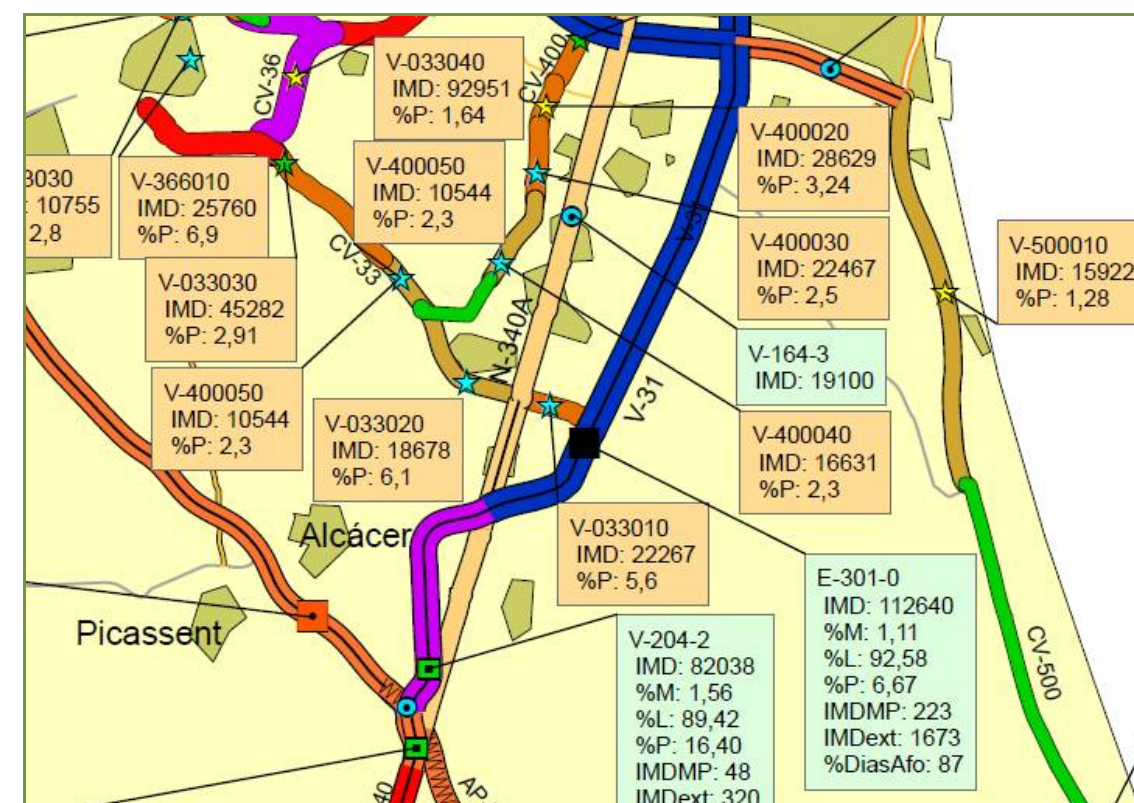 CV-36
V-033040
IMD: 92951
%P: 1,64
CV-400
V-400020
IMD: 28629
%P: 3,24
3030
: 10755
2,8
V-366010
IMD: 25760
%P: 6,9
V-400050
IMD: 10544
%P: 2,3
V-31
V-400030
IMD: 22467
%P: 2,5
V-500010
IMD: 15922
%P: 1,28
V-033030
IMD: 45282
%P: 2,91
CV-33
N-340A
V-164-3
IMD: 19100
V-400050
IMD: 10544
%P: 2,3
V-033020
IMD: 18678
%P: 6,1
V-31
V-400040
IMD: 16631
%P: 2,3
Alcácer
V-033010
IMD: 22267
%P: 5,6
E-301-0
IMD: 112640
%M: 1,11
%L: 92,58
%P: 6,67
IMDMP: 223
IMDext: 1673
%DiasAfo: 87
Picassent
V-204-2
IMD: 82038
%M: 1,56
%L: 89,42
%P: 16,40
IMDMP: 48
IMDext: 320
CV-500
40
AP